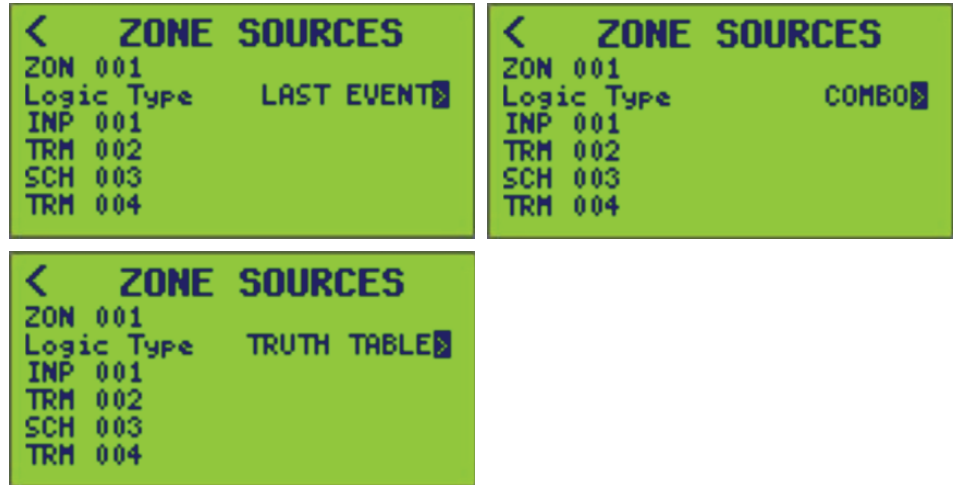 < ZONE SOURCES
ZON 001
Logic Type LAST EVENT>
INP 001
TRM 002
SCH 003
TRM 004
< ZONE SOURCES
ZON 001
Logic Type COMBO>
INP 001
TRM 002
SCH 003
TRM 004
< ZONE SOURCES
ZON 001
Logic Type TRUTH TABLE>
INP 001
TRM 002
SCH 003
TRM 004